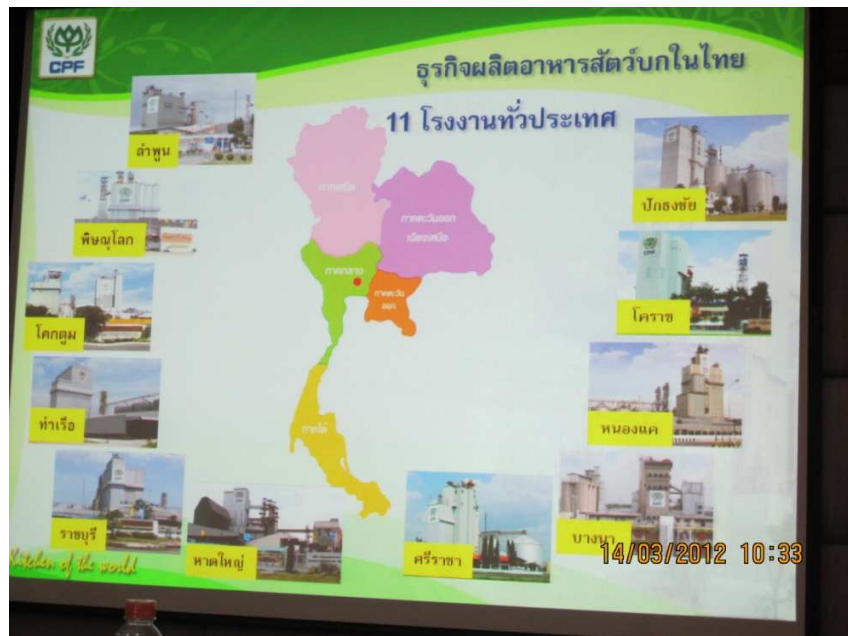 CPF
ธุรกิจผลิตอาหารสัตว์บกในไทย
11 โรงงานทั่วประเทศ
ลำพูน
พิษณุโลก
โคกตูม
ท่าเรือ
ราชบุรี
หาดใหญ่
ศรีราชา
บางนา
หนองแค
โคราช
ปักธงชัย
ภาคเหนือ
ภาคตะวันออก
เฉียงเหนือ
ภาคกลาง
ภาคตะวัน
ออก
ภาคใต้
Kitchen of the world
14/03/2012 10:33